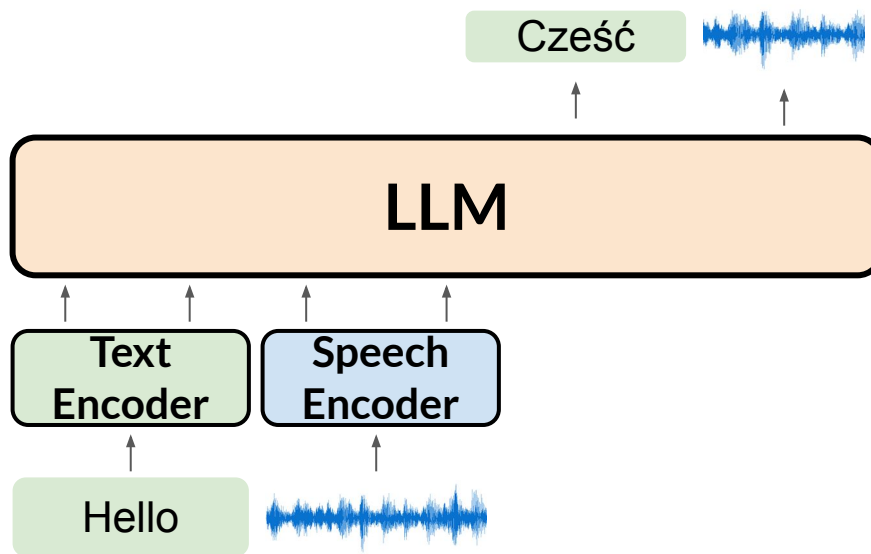 Cześć
LLM
Text
Encoder
Speech
Encoder
Hello